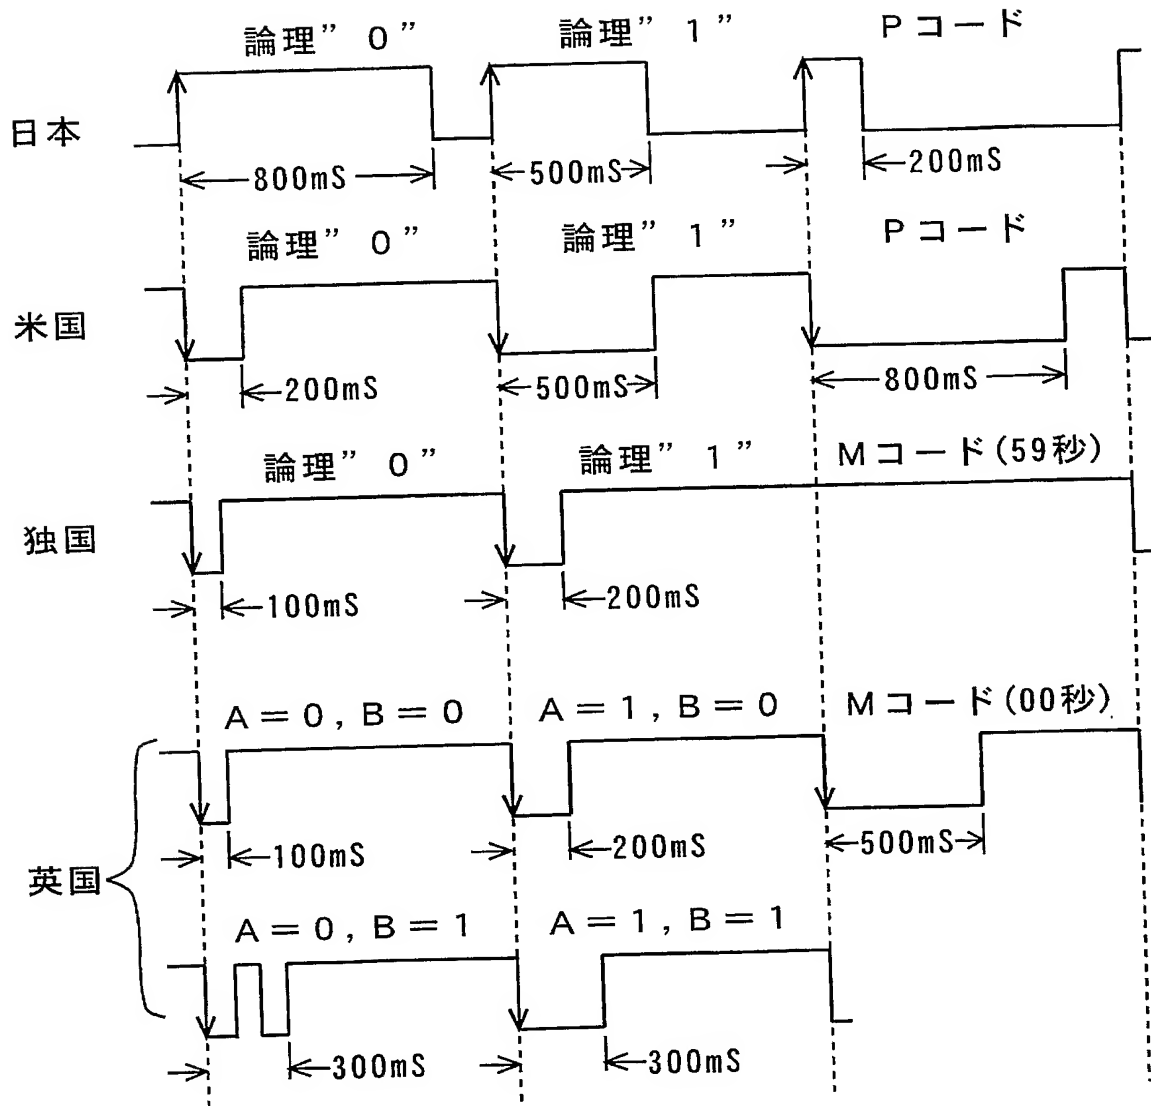 論理” 0 ” 論理” 1 ” Pコード
日本
800mS 500mS 200mS
論理” 0 ” 論理” 1 ” Pコード
米国
200mS 500mS 800mS
論理” 0 ” 論理” 1 ” Mコード(59秒)
独国
100mS 200mS
A=0,B=0 A=1,B=0 Mコード(00秒)
100mS 200mS 500mS
英国
A=0,B=1 A=1,B=1
300mS 300mS